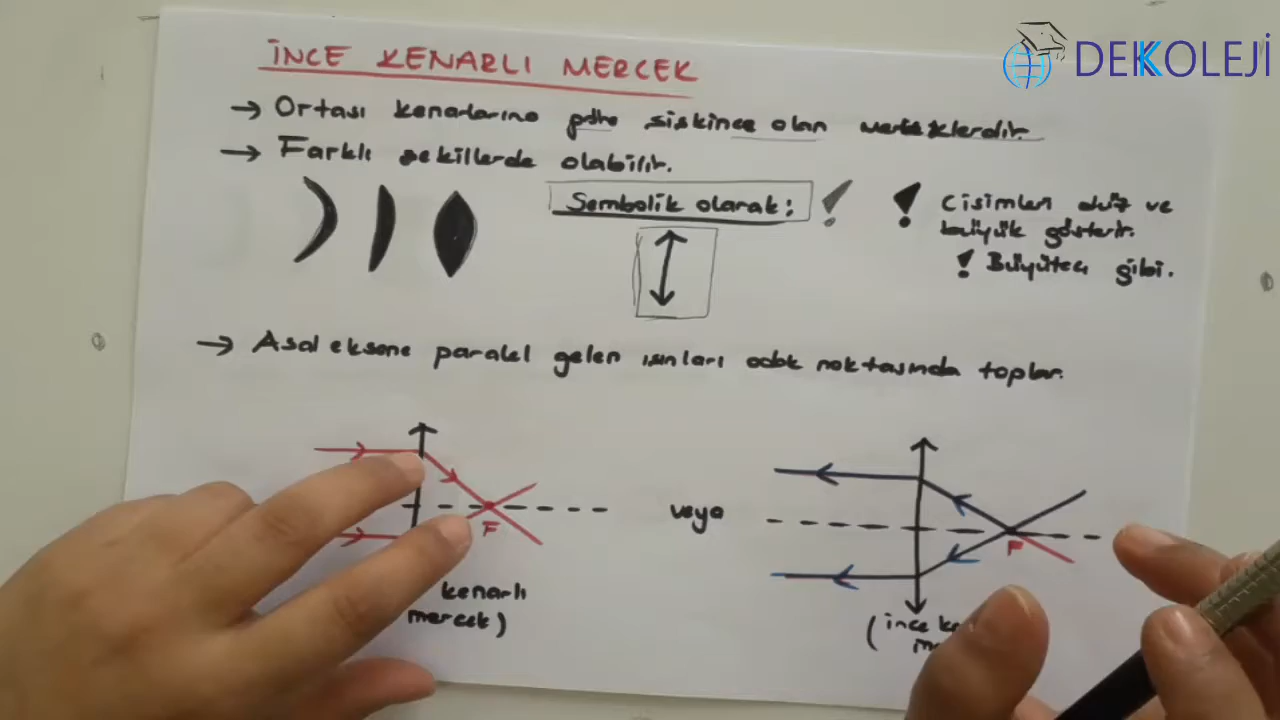 DEKKOLEJİ
İNCE KENARLI MERCEK
→ Ortası kenarlarına göre şişkince olan merceklerdir.
→ Farklı şekillerde olabilir.
Sembolik olarak: !
! Cisimleri düz ve
büyük gösterir.
! Büyüteç gibi.
→ Asal eksene paralel gelen ışınları odak noktasında toplar.
F
veya
F
kenarlı
mercek)
(ince